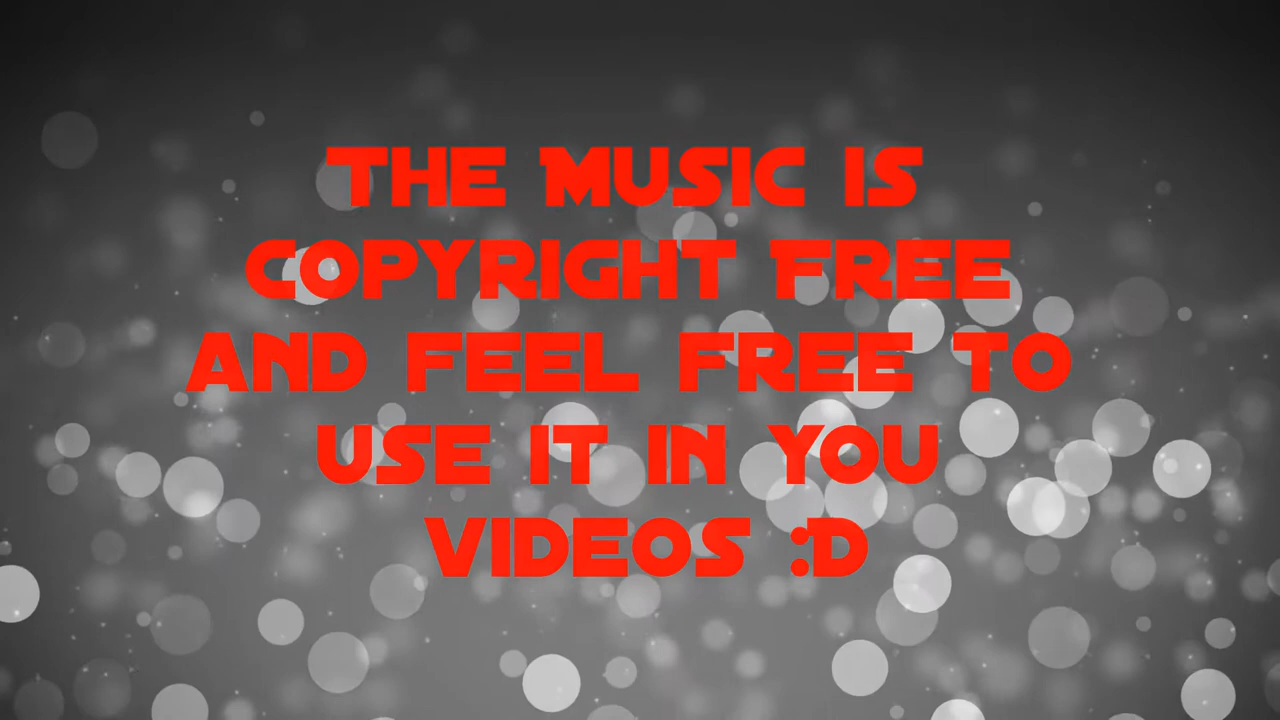 THE MUSIC IS
COPYRIGHT FREE
AND FEEL FREE TO
USE IT IN YOU
VIDEOS :D